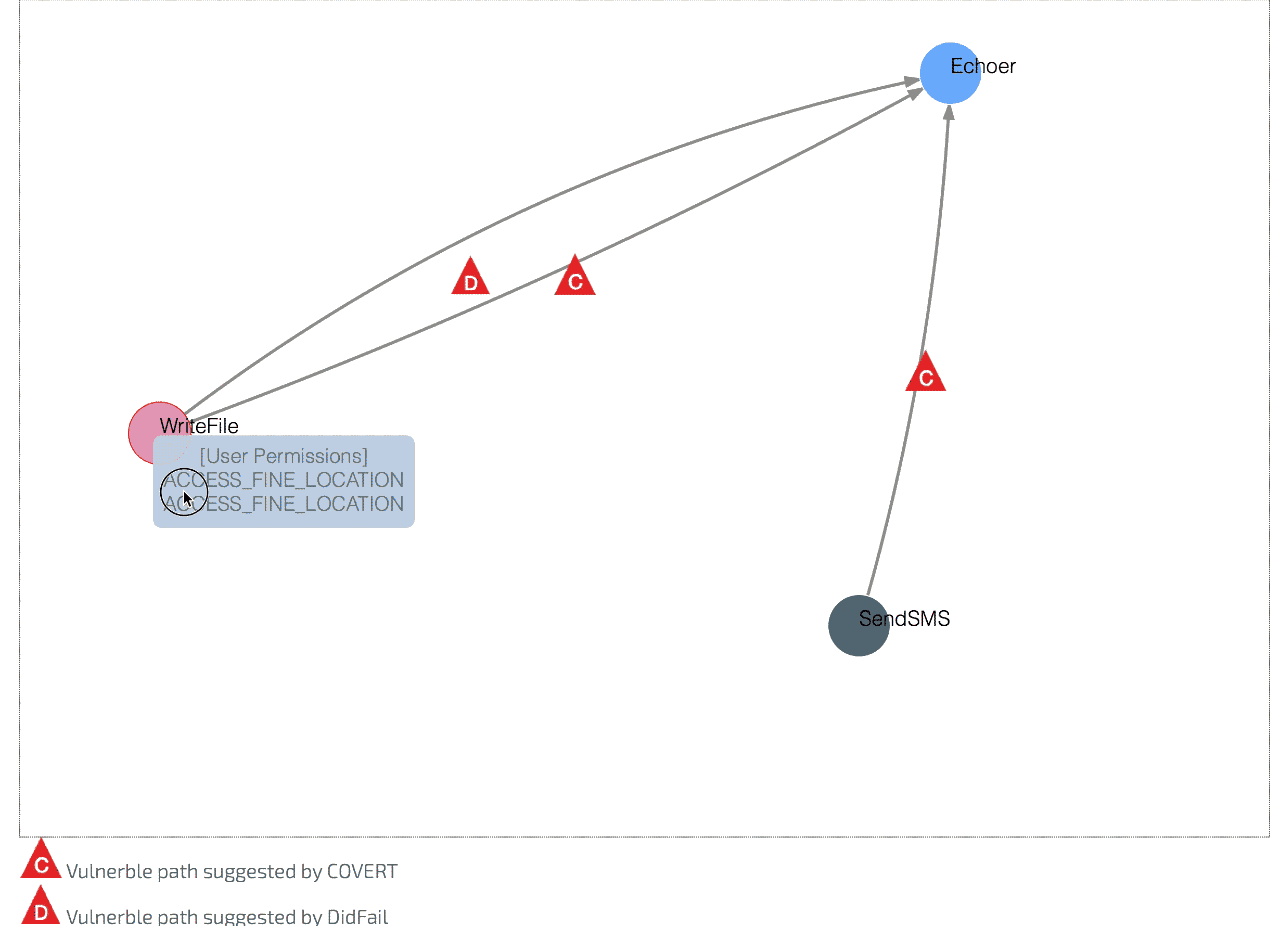 Echoer
D
C
C
WriteFile
[User Permissions]
ACCESS_FINE_LOCATION
ACCESS_FINE_LOCATION
SendSMS
C Vulnerble path suggested by COVERT
D Vulnerble path suggested by DidFail